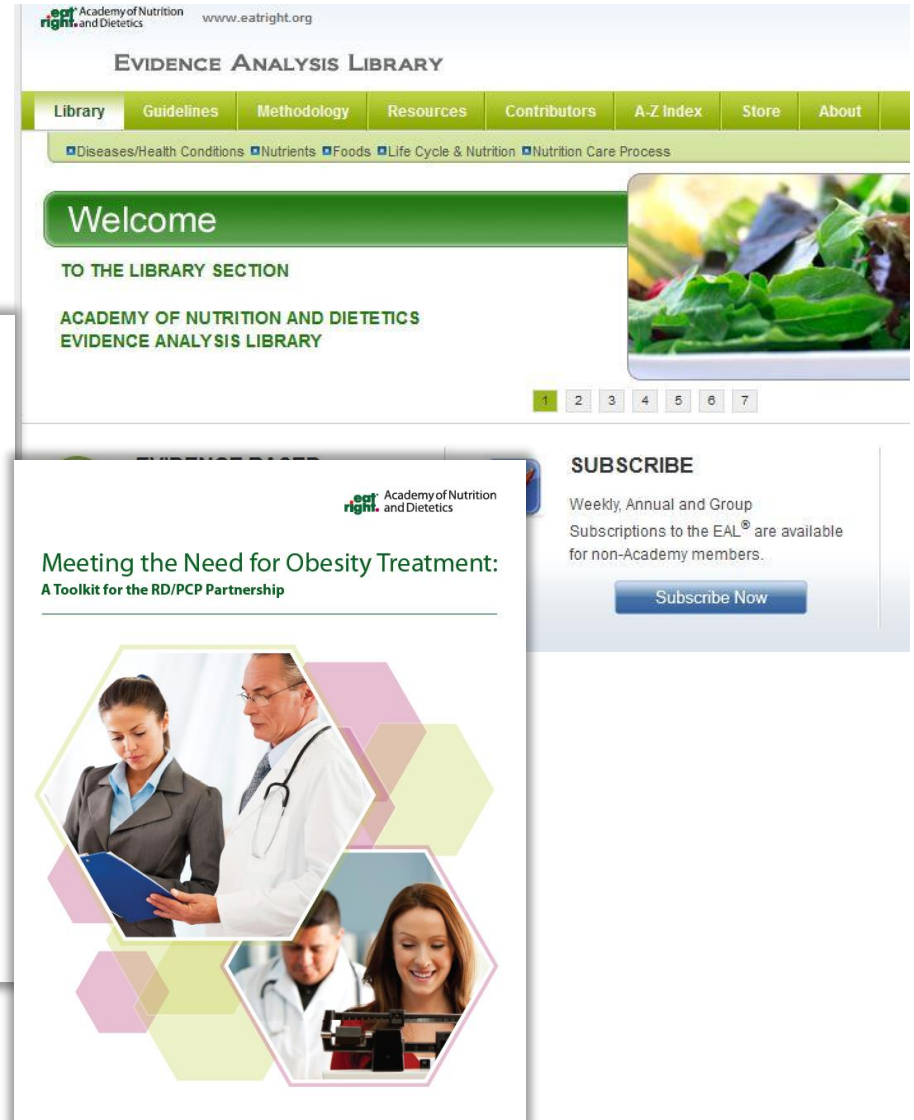 eat right. Academy of Nutrition and Dietetics www.eatright.org
EVIDENCE ANALYSIS LIBRARY
Library Guidelines Methodology Resources Contributors A-Z Index Store About
Diseases/Health Conditions Nutrients Foods Life Cycle & Nutrition Nutrition Care Process
Welcome
TO THE LIBRARY SECTION
ACADEMY OF NUTRITION AND DIETETICS
EVIDENCE ANALYSIS LIBRARY
1 2 3 4 5 6 7
EVIDENCE BASED
SUBSCRIBE
Weekly, Annual and Group
Subscriptions to the EAL® are available
for non-Academy members.
Subscribe Now
eat right. Academy of Nutrition
and Dietetics
Meeting the Need for Obesity Treatment:
A Toolkit for the RD/PCP Partnership